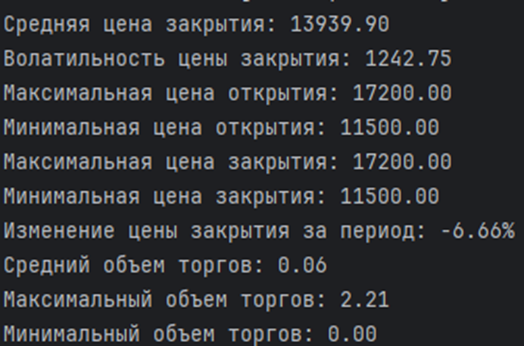 Средняя цена закрытия: 13939.90
Волатильность цены закрытия: 1242.75
Максимальная цена открытия: 17200.00
Минимальная цена открытия: 11500.00
Максимальная цена закрытия: 17200.00
Минимальная цена закрытия: 11500.00
Изменение цены закрытия за период: -6.66%
Средний объем торгов: 0.06
Максимальный объем торгов: 2.21
Минимальный объем торгов: 0.00